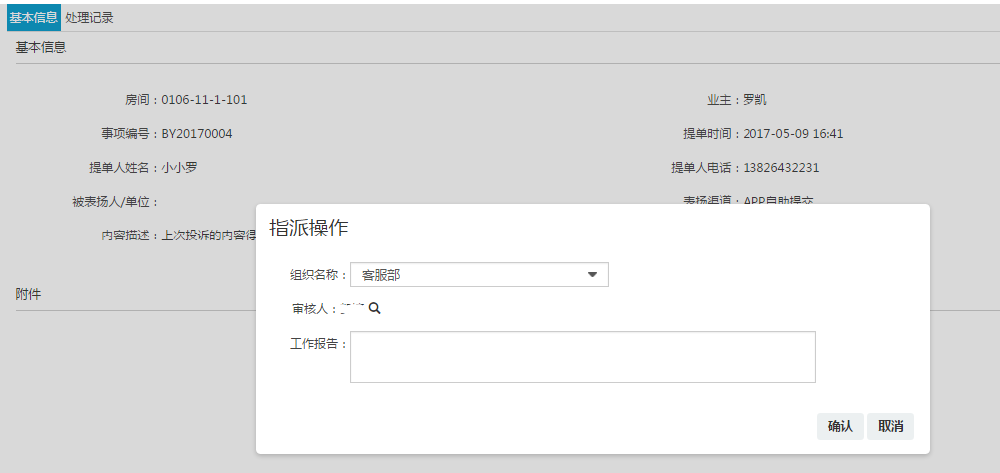 基本信息 处理记录
基本信息
房间：0106-11-1-101 业主：罗凯
事项编号：BY20170004 提单时间：2017-05-09 16:41
提单人姓名：小小罗 提单人电话：13826432231
被表扬人/单位： 表扬渠道：APP自助提交
内容描述：上次投诉的内容得
附件
指派操作
组织名称： 客服部
审核人：
工作报告：
确认 取消